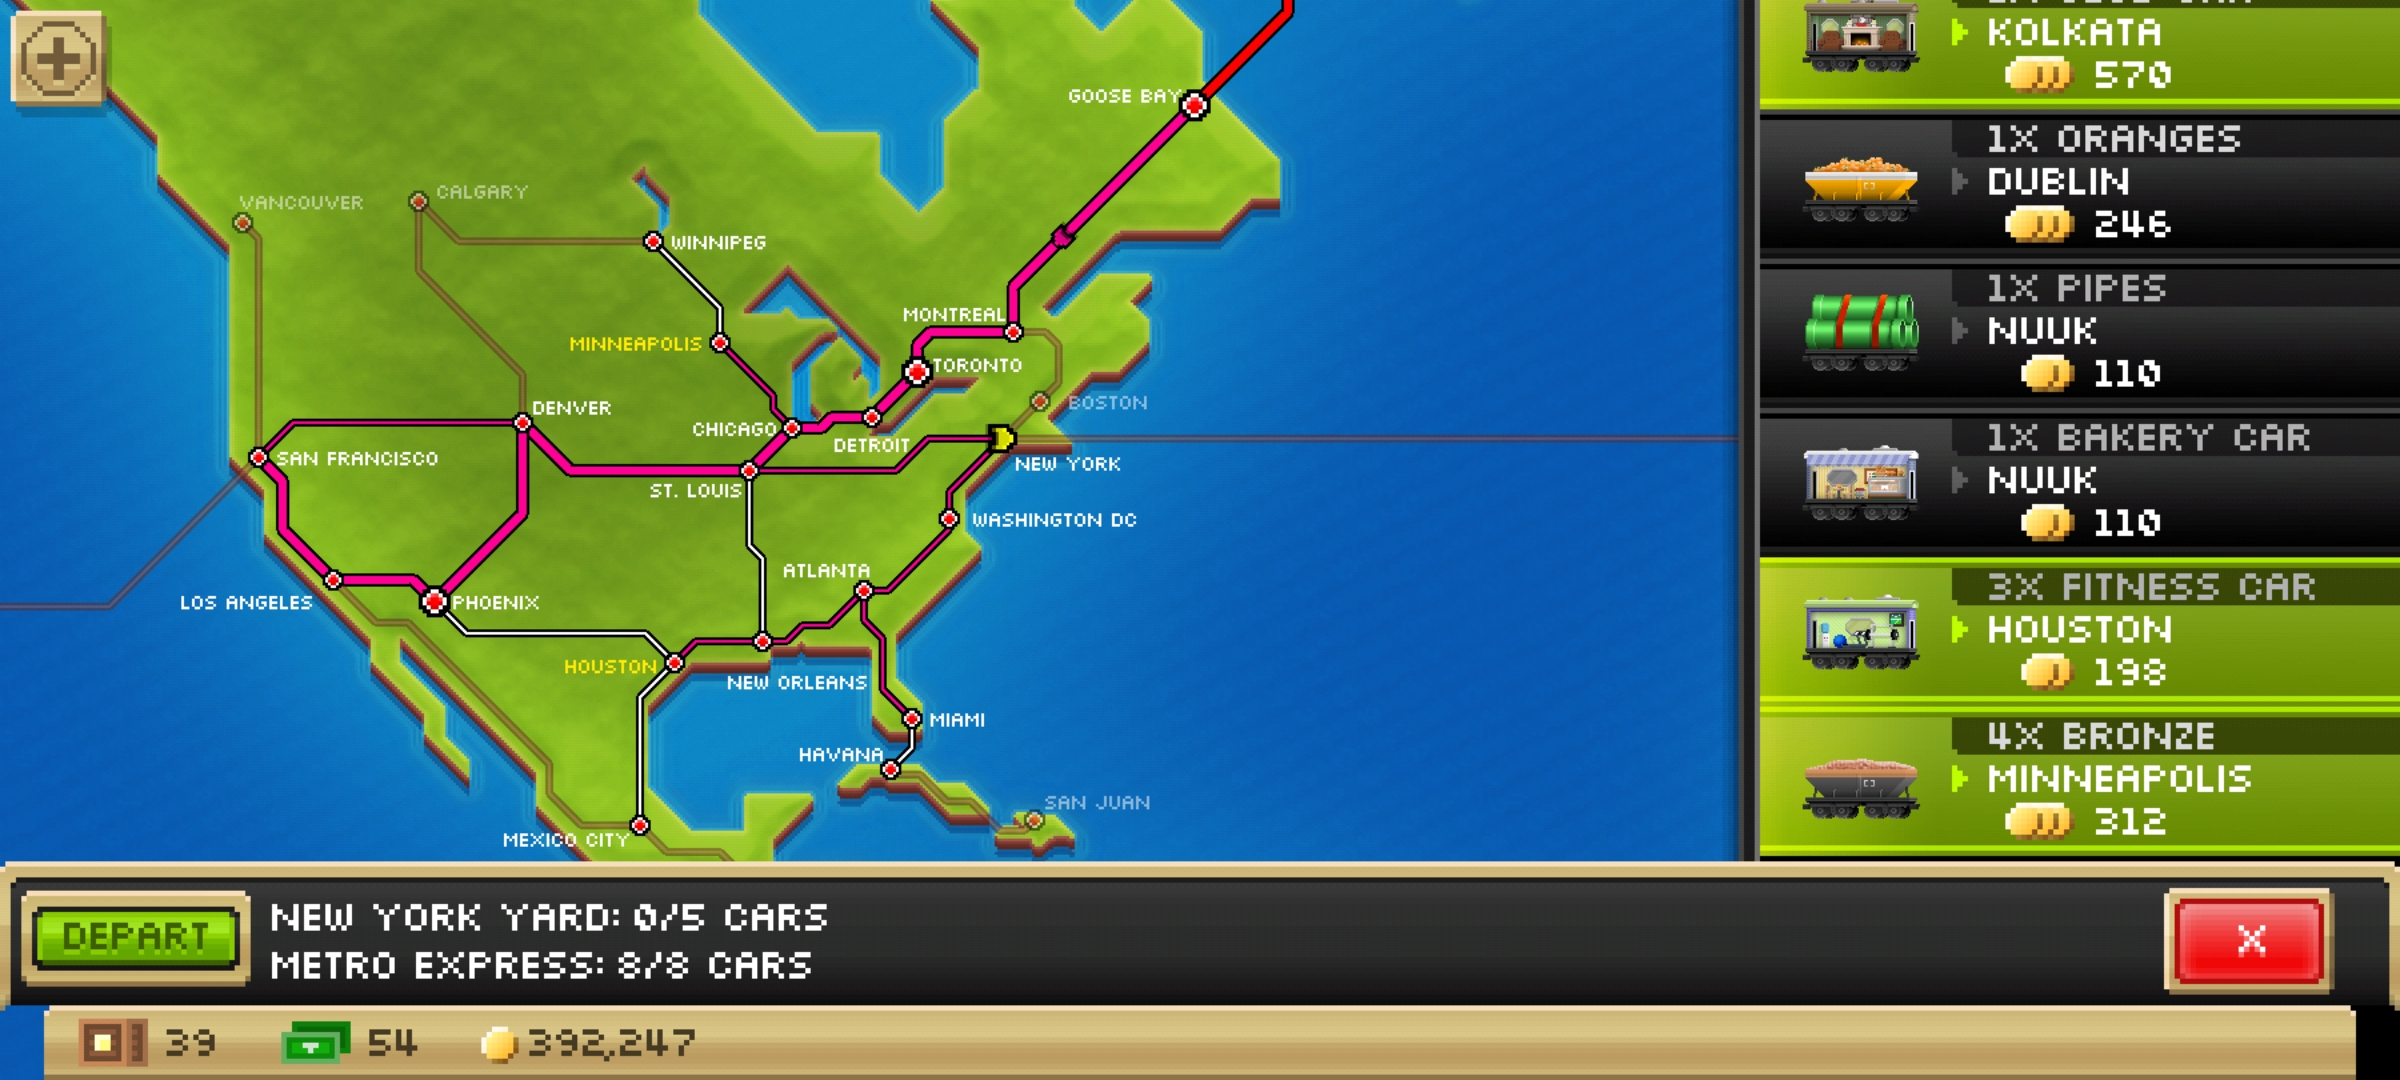 KOLKATA
570
1X ORANGES
DUBLIN
246
1X PIPES
NUUK
110
1X BAKERY CAR
NUUK
110
3X FITNESS CAR
HOUSTON
198
4X BRONZE
MINNEAPOLIS
312
GOOSE BAY
VANCOUVER
CALGARY
WINNIPEG
MONTREAL
MINNEAPOLIS
TORONTO
DENVER
BOSTON
CHICAGO
DETROIT
SAN FRANCISCO
NEW YORK
ST. LOUIS
WASHINGTON DC
ATLANTA
LOS ANGELES
PHOENIX
HOUSTON
NEW ORLEANS
MIAMI
HAVANA
SAN JUAN
MEXICO CITY
DEPART
NEW YORK YARD: 0/5 CARS
METRO EXPRESS: 8/8 CARS
X
39
54
392,247